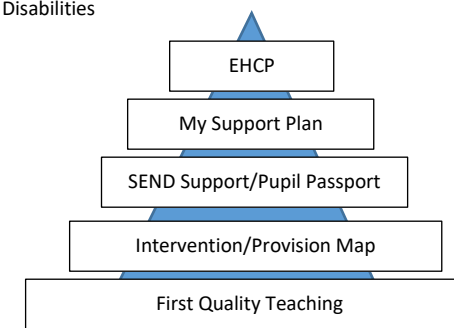 Disabilities
EHCP
My Support Plan
SEND Support/Pupil Passport
Intervention/Provision Map
First Quality Teaching